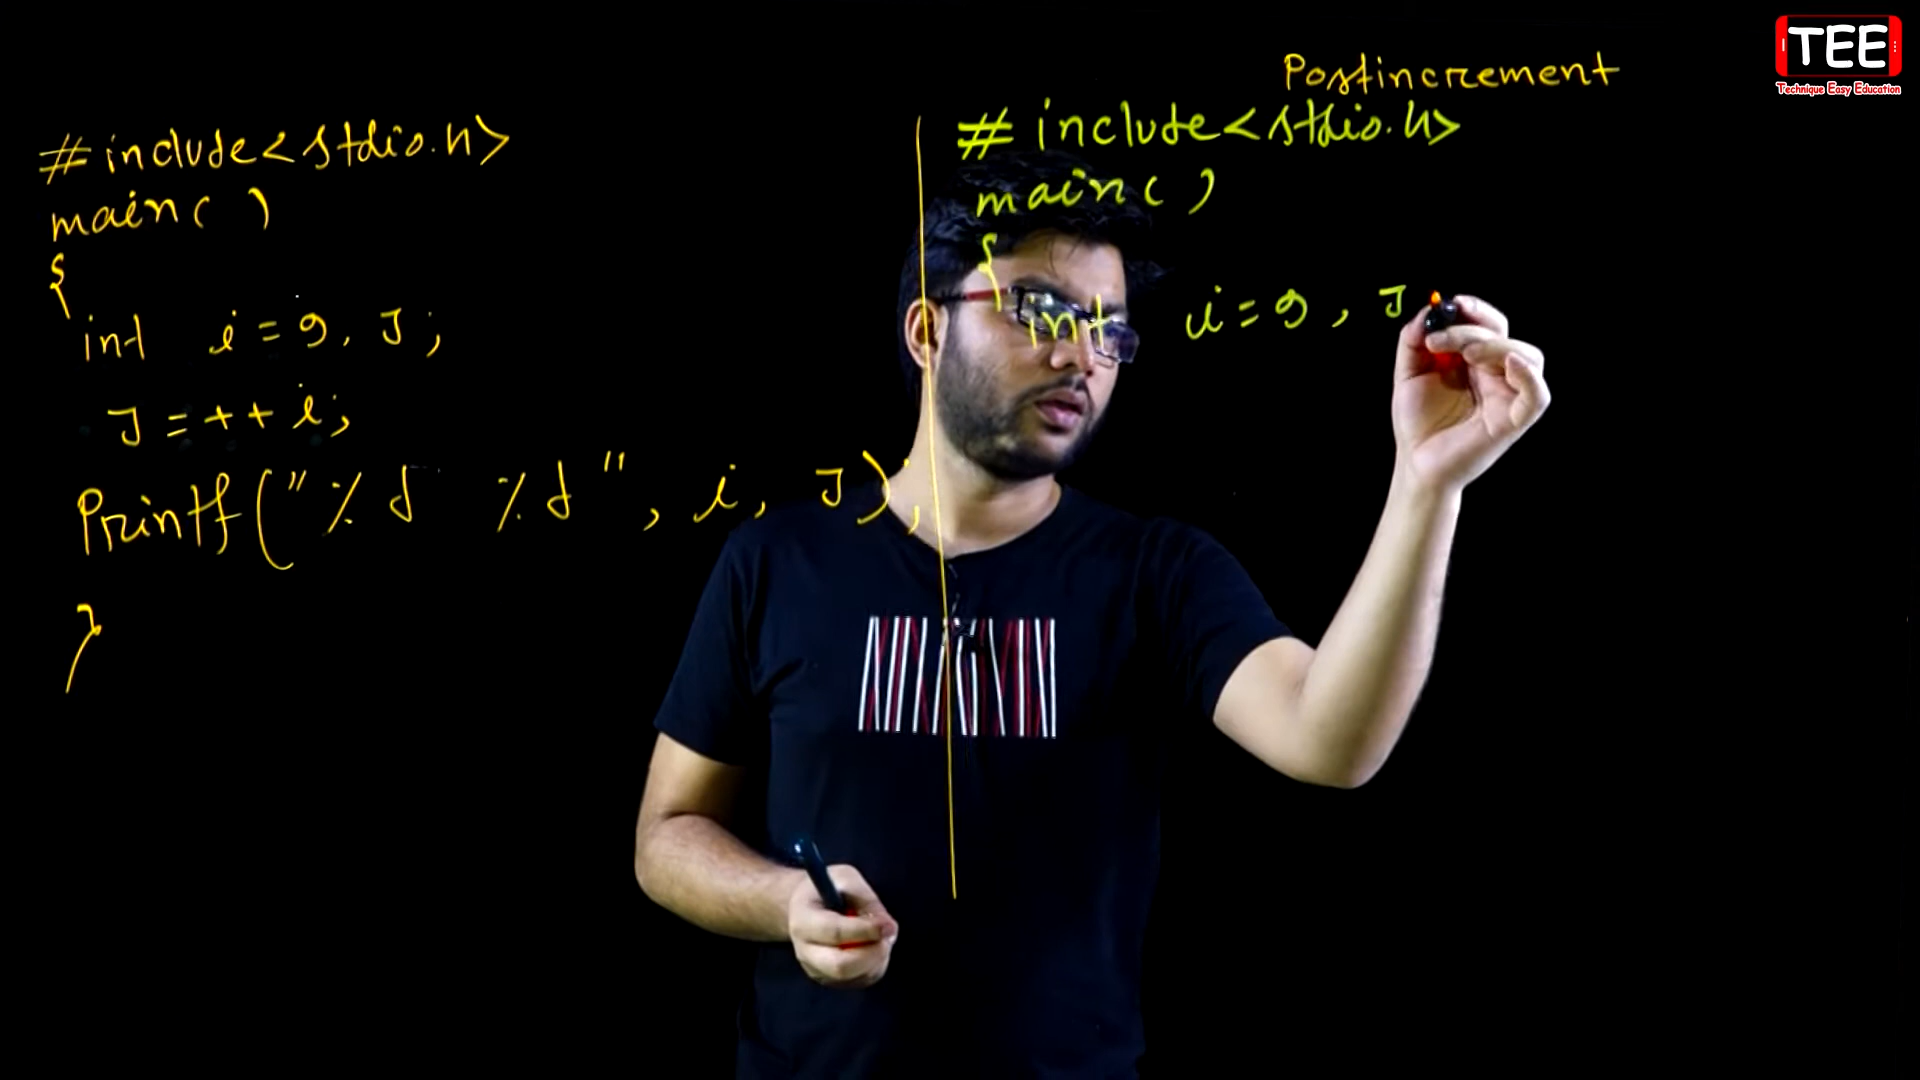 TEE
Technique Easy Education
Postincrement
#include<stdio.h>
main( )
{
int i=9, J;
J=++i;
Printf("%d %d", i, J);
}
#include<stdio.h>
main( )
{
int i=9, J